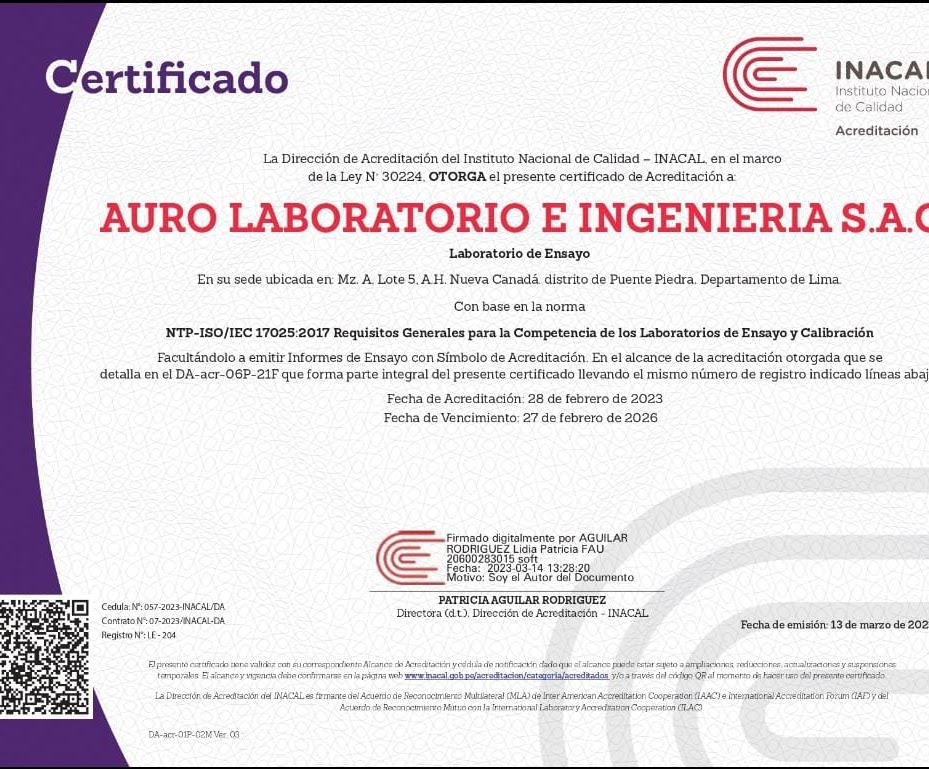 Certificado
INACAL
Instituto Nacio
de Calidad
Acreditación
La Dirección de Acreditación del Instituto Nacional de Calidad – INACAL, en el marco
de la Ley N° 30224, OTORGA el presente certificado de Acreditación a:
AURO LABORATORIO E INGENIERIA S.A.C
Laboratorio de Ensayo
En su sede ubicada en: Mz. A, Lote 5, A.H. Nueva Canadá, distrito de Puente Piedra, Departamento de Lima.
Con base en la norma
NTP-ISO/IEC 17025:2017 Requisitos Generales para la Competencia de los Laboratorios de Ensayo y Calibración
Facultándolo a emitir Informes de Ensayo con Símbolo de Acreditación. En el alcance de la acreditación otorgada que se
detalla en el DA-acr-06P-21F que forma parte integral del presente certificado llevando el mismo número de registro indicado líneas abaj
Fecha de Acreditación: 28 de febrero de 2023
Fecha de Vencimiento: 27 de febrero de 2026
Firmado digitalmente por AGUILAR
RODRIGUEZ Lidia Patricia FAU
20600283015 soft
Fecha: 2023-03-14 13:28:20
Motivo: Soy el Autor del Documento
PATRICIA AGUILAR RODRIGUEZ
Directora (d.t.), Dirección de Acreditación - INACAL
Cedula: N°: 057-2023-INACAL/DA
Contrato N°: 07-2023/INACAL-DA
Registro N°: LE - 204
Fecha de emisión: 13 de marzo de 202
El presente certificado tiene validez con su correspondiente Alcance de Acreditación y cédula de notificación dado que el alcance puede estar sujeto a ampliaciones, reducciones, actualizaciones y suspensiones
temporales. El alcance y vigencia debe confirmarse en la página web www.inacal.gob.pe/acreditacion/categoria/acreditados, y/o a través del código QR al momento de hacer uso del presente certificado.
La Dirección de Acreditación del INACAL es firmante del Acuerdo de Reconocimiento Multilateral (MLA) de Inter American Accreditation Cooperation (IAAC) e International Accreditation Forum (IAF) y del
Acuerdo de Reconocimiento Mutuo con la International Laboratory Accreditation Cooperation (ILAC)
DA-acr-01P-02M Ver. 03